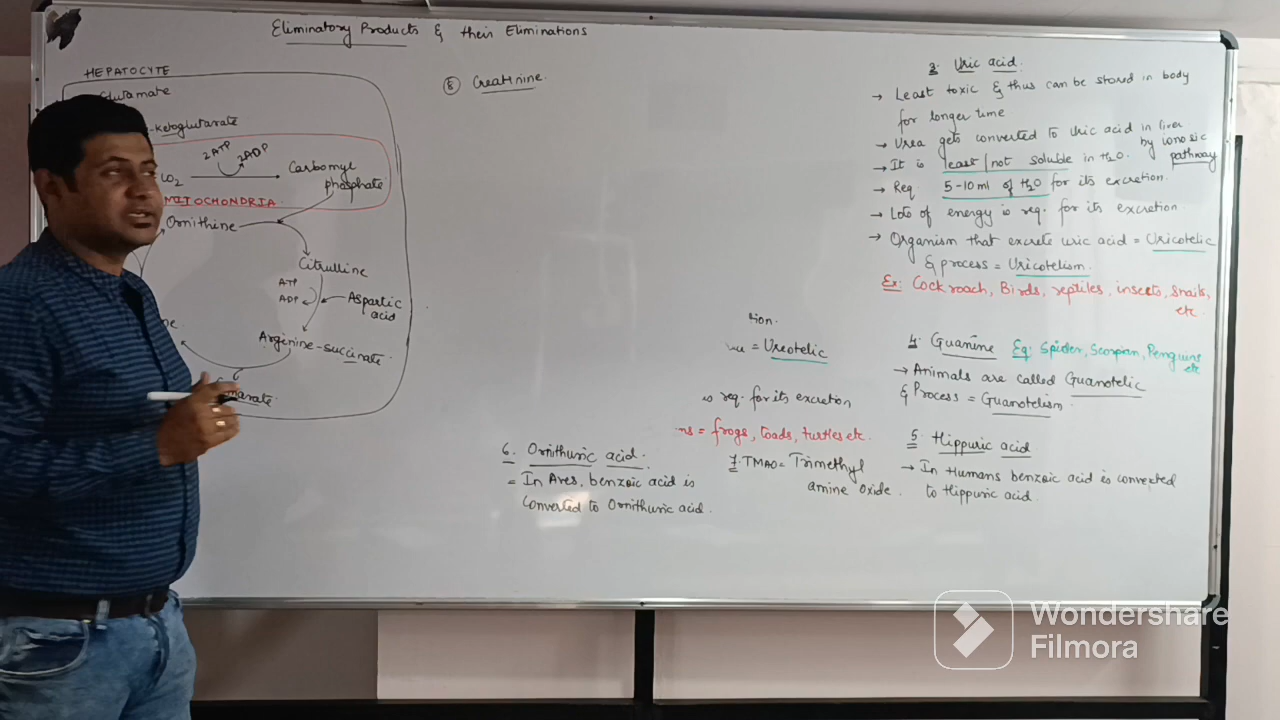 Eliminatory Products & their Eliminations
HEPATOCYTE
Glutamate
-ketoglutarate
2ATP
2ADP
CO2
Carbomyl
phosphate
MITOCHONDRIA
Ornithine
Citrulline
ATP
ADP
Aspartic
acid
Arginine-succinate
8 Creatinine.
3. Uric acid.
→ Least toxic & thus can be stored in body
for longer time
→ Urea gets converted to Uric acid in liver
by ionosic
pathway
→ It is least/not soluble in H2O.
→ Req 5-10 ml of H2O for its excretion.
→ Lots of energy is req. for its excretion
→ Organism that excrete uric acid = Uricotelic
& process = Uricotelism.
Ex: Cockroach, Birds, reptiles, insects, Snails,
etc.
tion.
= Ureotelic
is req. for its excretion
ns = frogs, toads, turtles etc.
4. Guanine Eg: Spider, Scorpian, Penguins
etc
→ Animals are called Guanotelic
& Process = Guanotelism.
5. Hippuric acid
→ In Humans benzoic acid is converted
to Hippuric acid.
6. Ornithuric acid.
= In Aves, benzoic acid is
Converted to Ornithuric acid.
7. TMAO = Trimethyl
amine Oxide.
Wondershare
Filmora